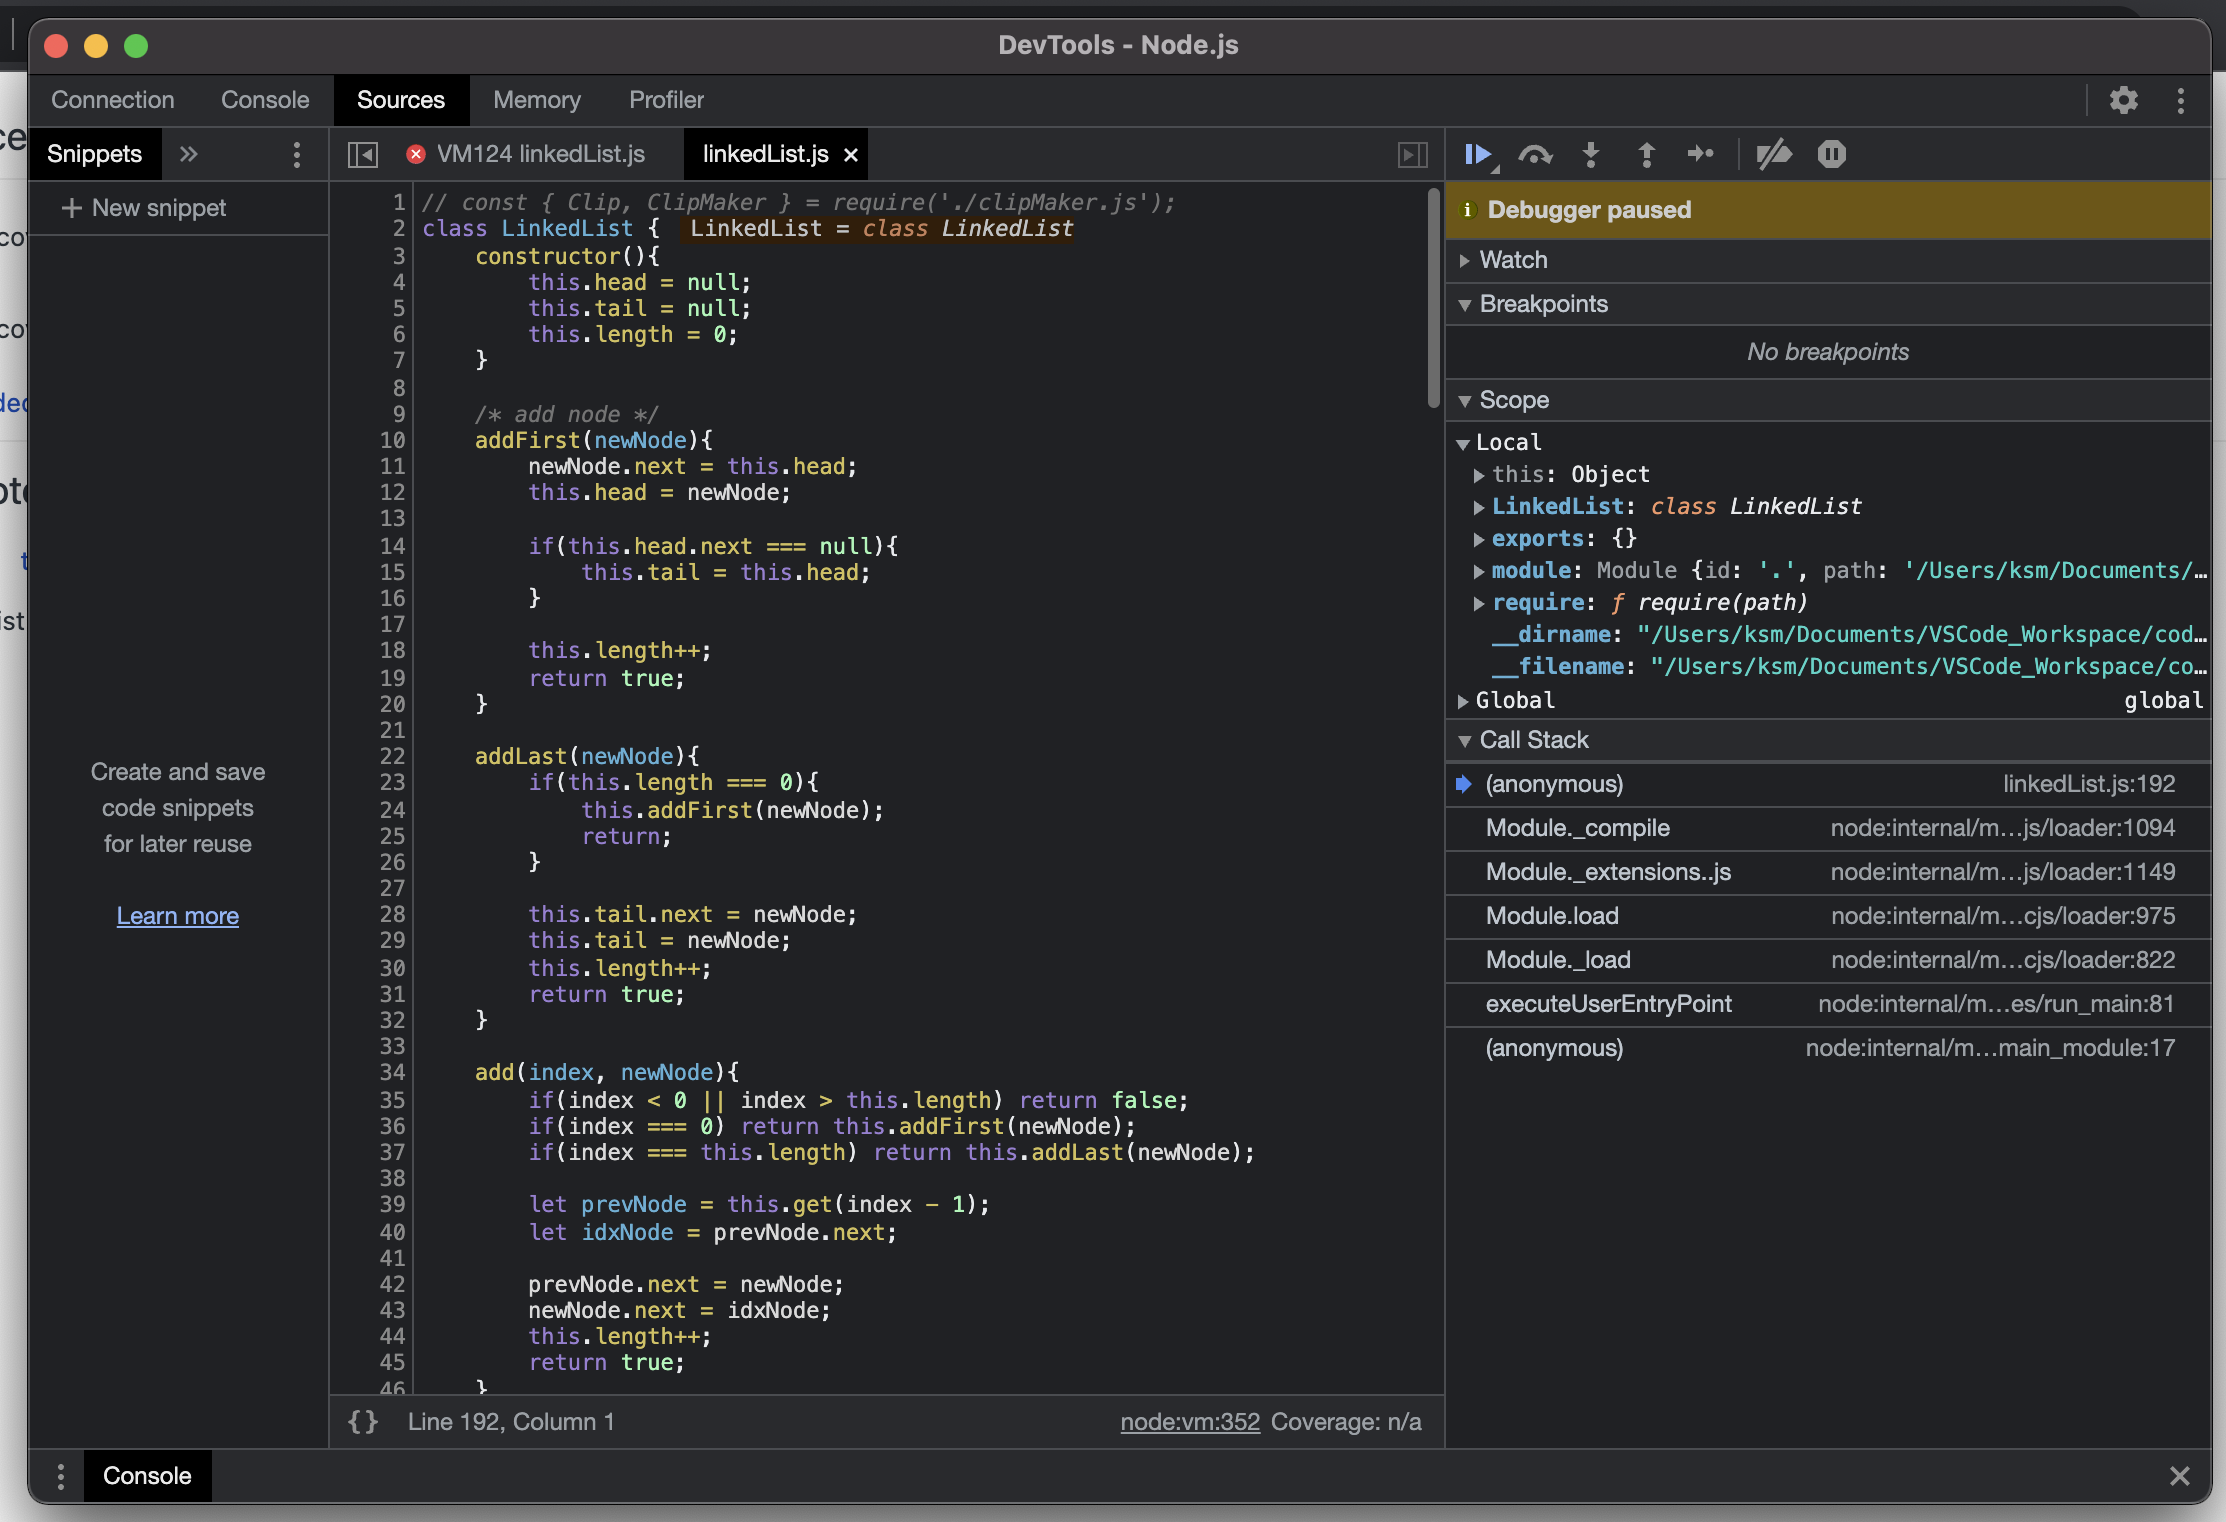 DevTools - Node.js
Connection Console Sources Memory Profiler
Snippets
VM124 linkedList.js
linkedList.js
New snippet
Create and save
code snippets
for later reuse
Learn more
1 // const { Clip, ClipMaker } = require('./clipMaker.js');
2 class LinkedList { LinkedList = class LinkedList
3 constructor(){
4 this.head = null;
5 this.tail = null;
6 this.length = 0;
7 }
8
9 /* add node */
10 addFirst(newNode){
11 newNode.next = this.head;
12 this.head = newNode;
13
14 if(this.head.next === null){
15 this.tail = this.head;
16 }
17
18 this.length++;
19 return true;
20 }
21
22 addLast(newNode){
23 if(this.length === 0){
24 this.addFirst(newNode);
25 return;
26 }
27
28 this.tail.next = newNode;
29 this.tail = newNode;
30 this.length++;
31 return true;
32 }
33
34 add(index, newNode){
35 if(index < 0 || index > this.length) return false;
36 if(index === 0) return this.addFirst(newNode);
37 if(index === this.length) return this.addLast(newNode);
38
39 let prevNode = this.get(index - 1);
40 let idxNode = prevNode.next;
41
42 prevNode.next = newNode;
43 newNode.next = idxNode;
44 this.length++;
45 return true;
46 }
{} Line 192, Column 1 node:vm:352 Coverage: n/a
Debugger paused
Watch
Breakpoints
No breakpoints
Scope
Local
this: Object
LinkedList: class LinkedList
exports: {}
module: Module {id: '.', path: '/Users/ksm/Documents/…
require: ƒ require(path)
__dirname: "/Users/ksm/Documents/VSCode_Workspace/cod…
__filename: "/Users/ksm/Documents/VSCode_Workspace/co…
Global global
Call Stack
(anonymous) linkedList.js:192
Module._compile node:internal/m…js/loader:1094
Module._extensions..js node:internal/m…js/loader:1149
Module.load node:internal/m…cjs/loader:975
Module._load node:internal/m…cjs/loader:822
executeUserEntryPoint node:internal/m…es/run_main:81
(anonymous) node:internal/m…main_module:17
Console